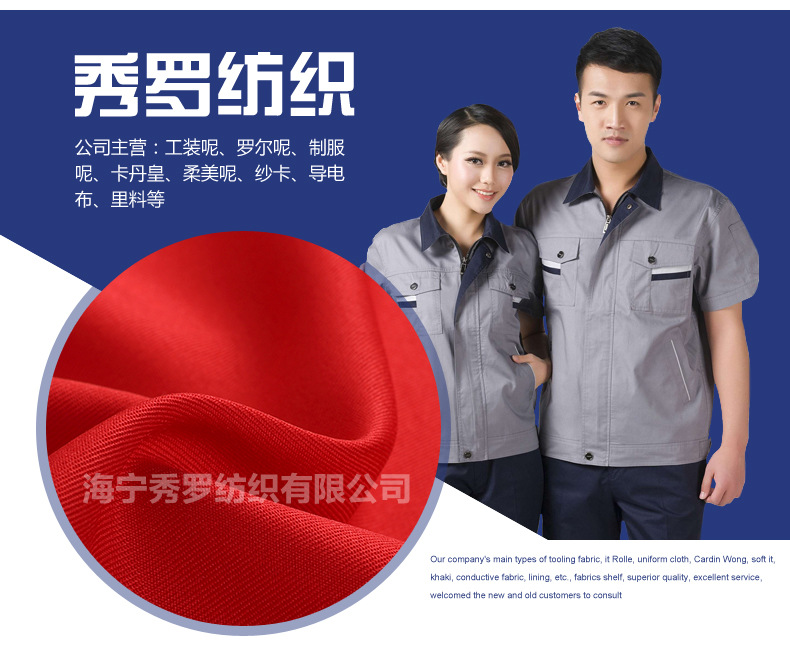 秀罗纺织
公司主营：工装呢、罗尔呢、制服
呢、卡丹皇、柔美呢、纱卡、导电
布、里料等
海宁秀罗纺织有限公司
Our company's main types of tooling fabric, it Rolle, uniform cloth, Cardin Wong, soft it,
khaki, conductive fabric, lining, etc., fabrics shelf, superior quality, excellent service,
welcomed the new and old customers to consult